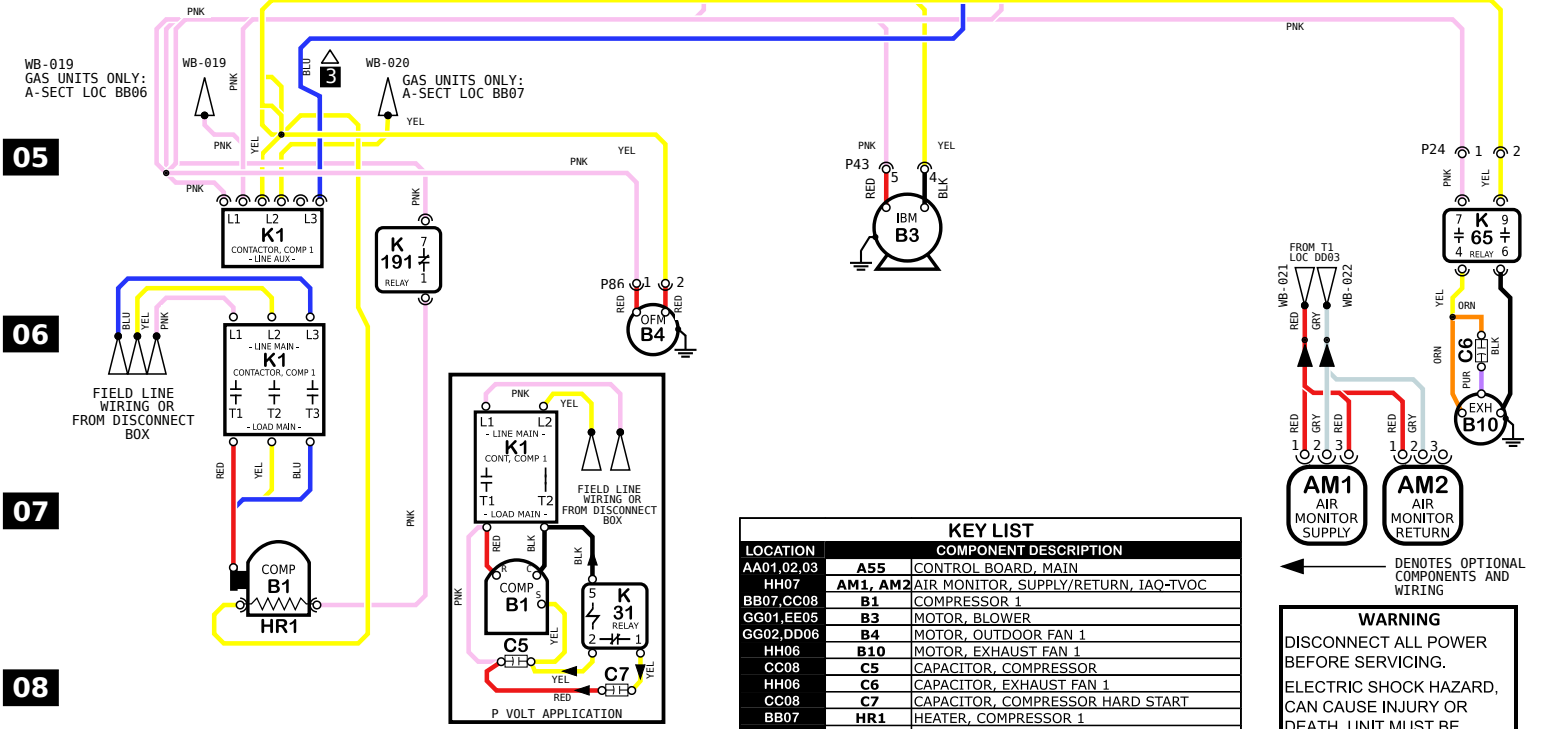 PNK
PNK
WB-019
GAS UNITS ONLY:
A-SECT LOC BB06
WB-019
PNK
BLU
3
WB-020
GAS UNITS ONLY:
A-SECT LOC BB07
YEL
PNK
YEL
YEL
PNK
PNK
PNK
05
L1 L2 L3
K1
CONTACTOR, COMP 1
- LINE AUX -
K
191
7
1
RELAY
P86 1 2
RED
RED
OFM
B4
PNK
YEL
P43
5
4
RED
BLK
IBM
B3
P24 1 2
PNK
YEL
7 K 9
65
4 RELAY 6
FROM T1
LOC DD03
WB-021
WB-022
RED
GRY
YEL
ORN
ORN
C6
BLK
PUR
EXH
B10
06
BLU
YEL
PNK
FIELD LINE
WIRING OR
FROM DISCONNECT
BOX
L1 L2 L3
- LINE MAIN -
K1
CONTACTOR, COMP 1
T1 T2 T3
- LOAD MAIN -
RED
YEL
BLU
PNK
RED
GRY
RED
RED
GRY
1 2 3
1 2 3
AM1
AIR
MONITOR
SUPPLY
AM2
AIR
MONITOR
RETURN
DENOTES OPTIONAL
COMPONENTS AND
WIRING
07
COMP
B1
HR1
08
PNK
YEL
L1 L2
- LINE MAIN -
K1
CONT, COMP 1
T1 T2
- LOAD MAIN -
FIELD LINE
WIRING OR
FROM DISCONNECT
BOX
RED
BLK
BLK
PNK
R C
COMP
S
B1
5 K
31
RELAY
2 1
YEL
YEL
C5
YEL
C7
RED
P VOLT APPLICATION
KEY LIST
LOCATION COMPONENT DESCRIPTION
AA01,02,03 A55 CONTROL BOARD, MAIN
HH07 AM1, AM2 AIR MONITOR, SUPPLY/RETURN, IAQ-TVOC
BB07,CC08 B1 COMPRESSOR 1
GG01,EE05 B3 MOTOR, BLOWER
GG02,DD06 B4 MOTOR, OUTDOOR FAN 1
HH06 B10 MOTOR, EXHAUST FAN 1
CC08 C5 CAPACITOR, COMPRESSOR
HH06 C6 CAPACITOR, EXHAUST FAN 1
CC08 C7 CAPACITOR, COMPRESSOR HARD START
BB07 HR1 HEATER, COMPRESSOR 1
WARNING
DISCONNECT ALL POWER
BEFORE SERVICING.
ELECTRIC SHOCK HAZARD,
CAN CAUSE INJURY OR
DEATH. UNIT MUST BE